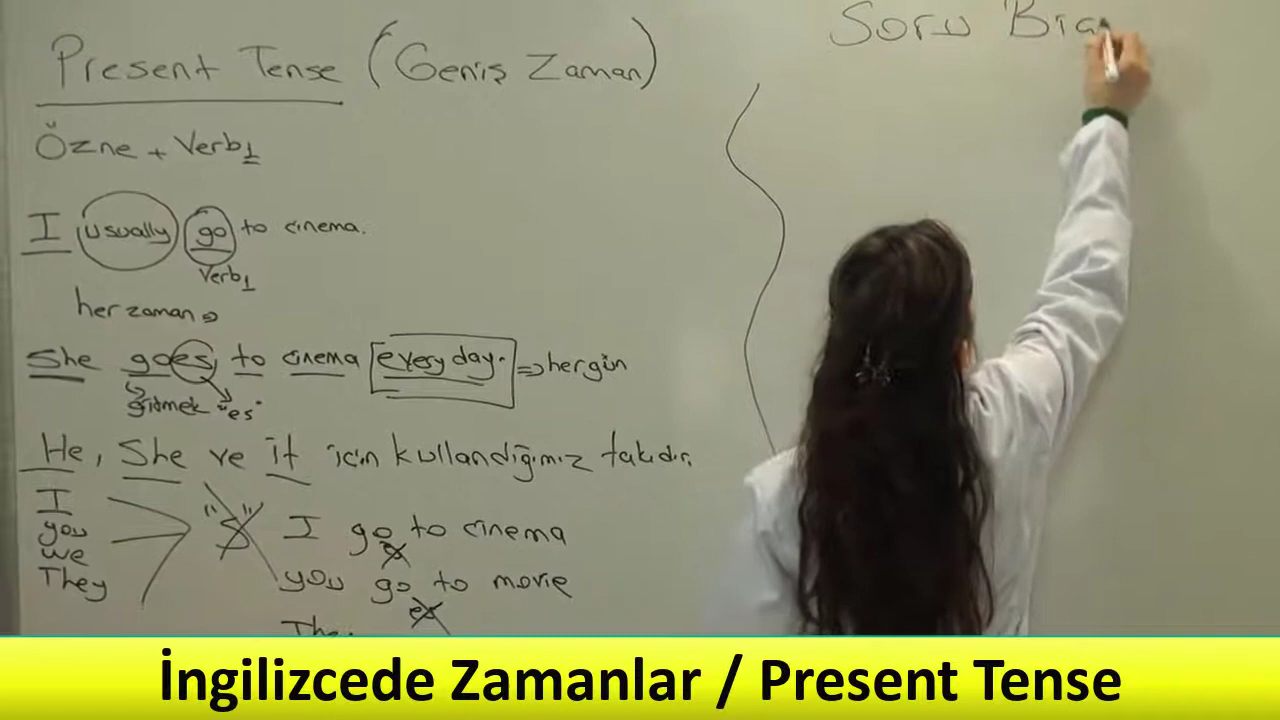 Present Tense (Geniş Zaman)
Özne + Verb1
I usually go to cinema.
Verb1
her zaman
She goes to cinema every day. => hergün
gitmek "es"
He, She ve it için kullandığımız takıdır.
I
you
we
They
"S"
I go to cinema
es
you go to movie
es
Soru
İngilizcede Zamanlar / Present Tense